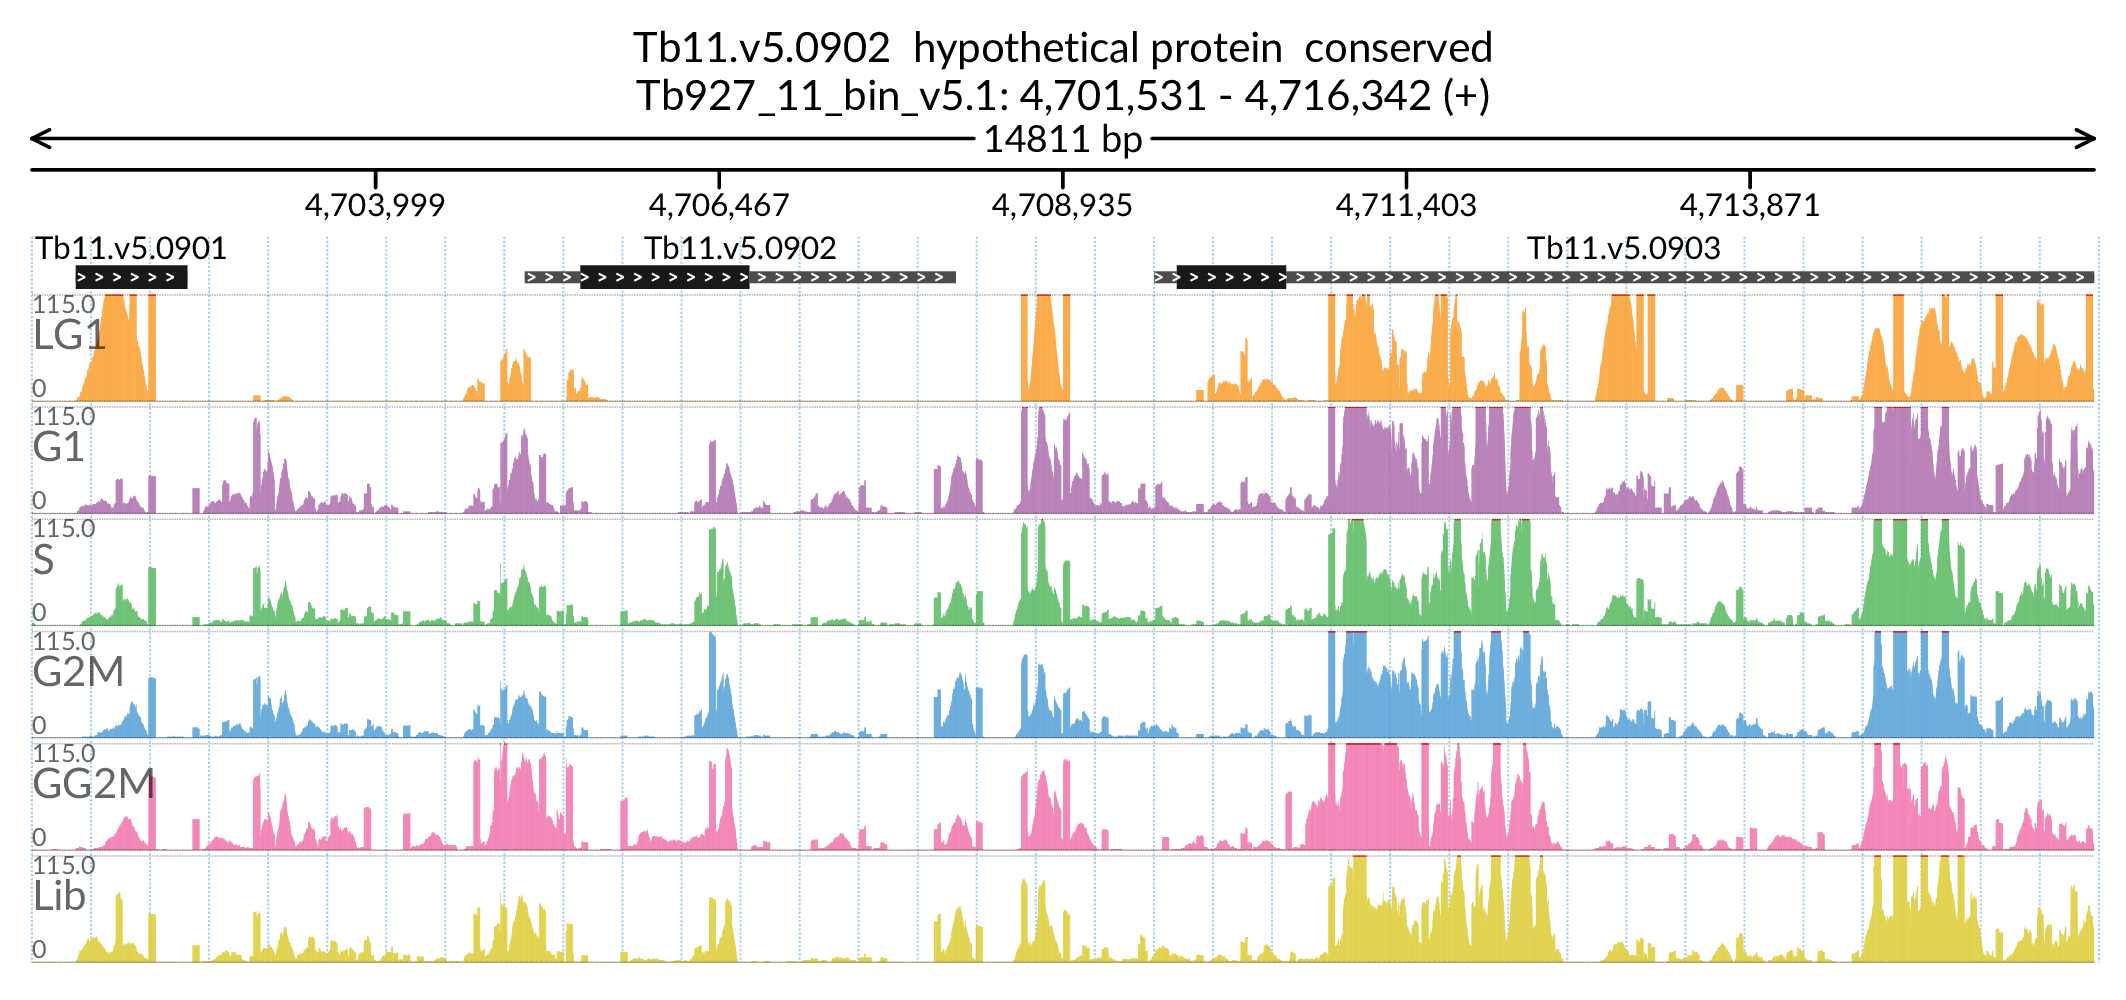 Tb11.v5.0902 hypothetical protein conserved
Tb927_11_bin_v5.1: 4,701,531 - 4,716,342 (+)
14811 bp
4,703,999 4,706,467 4,708,935 4,711,403 4,713,871
Tb11.v5.0901 Tb11.v5.0902 Tb11.v5.0903
115.0
LG1
0
115.0
G1
0
115.0
S
0
115.0
G2M
0
115.0
GG2M
0
115.0
Lib
0